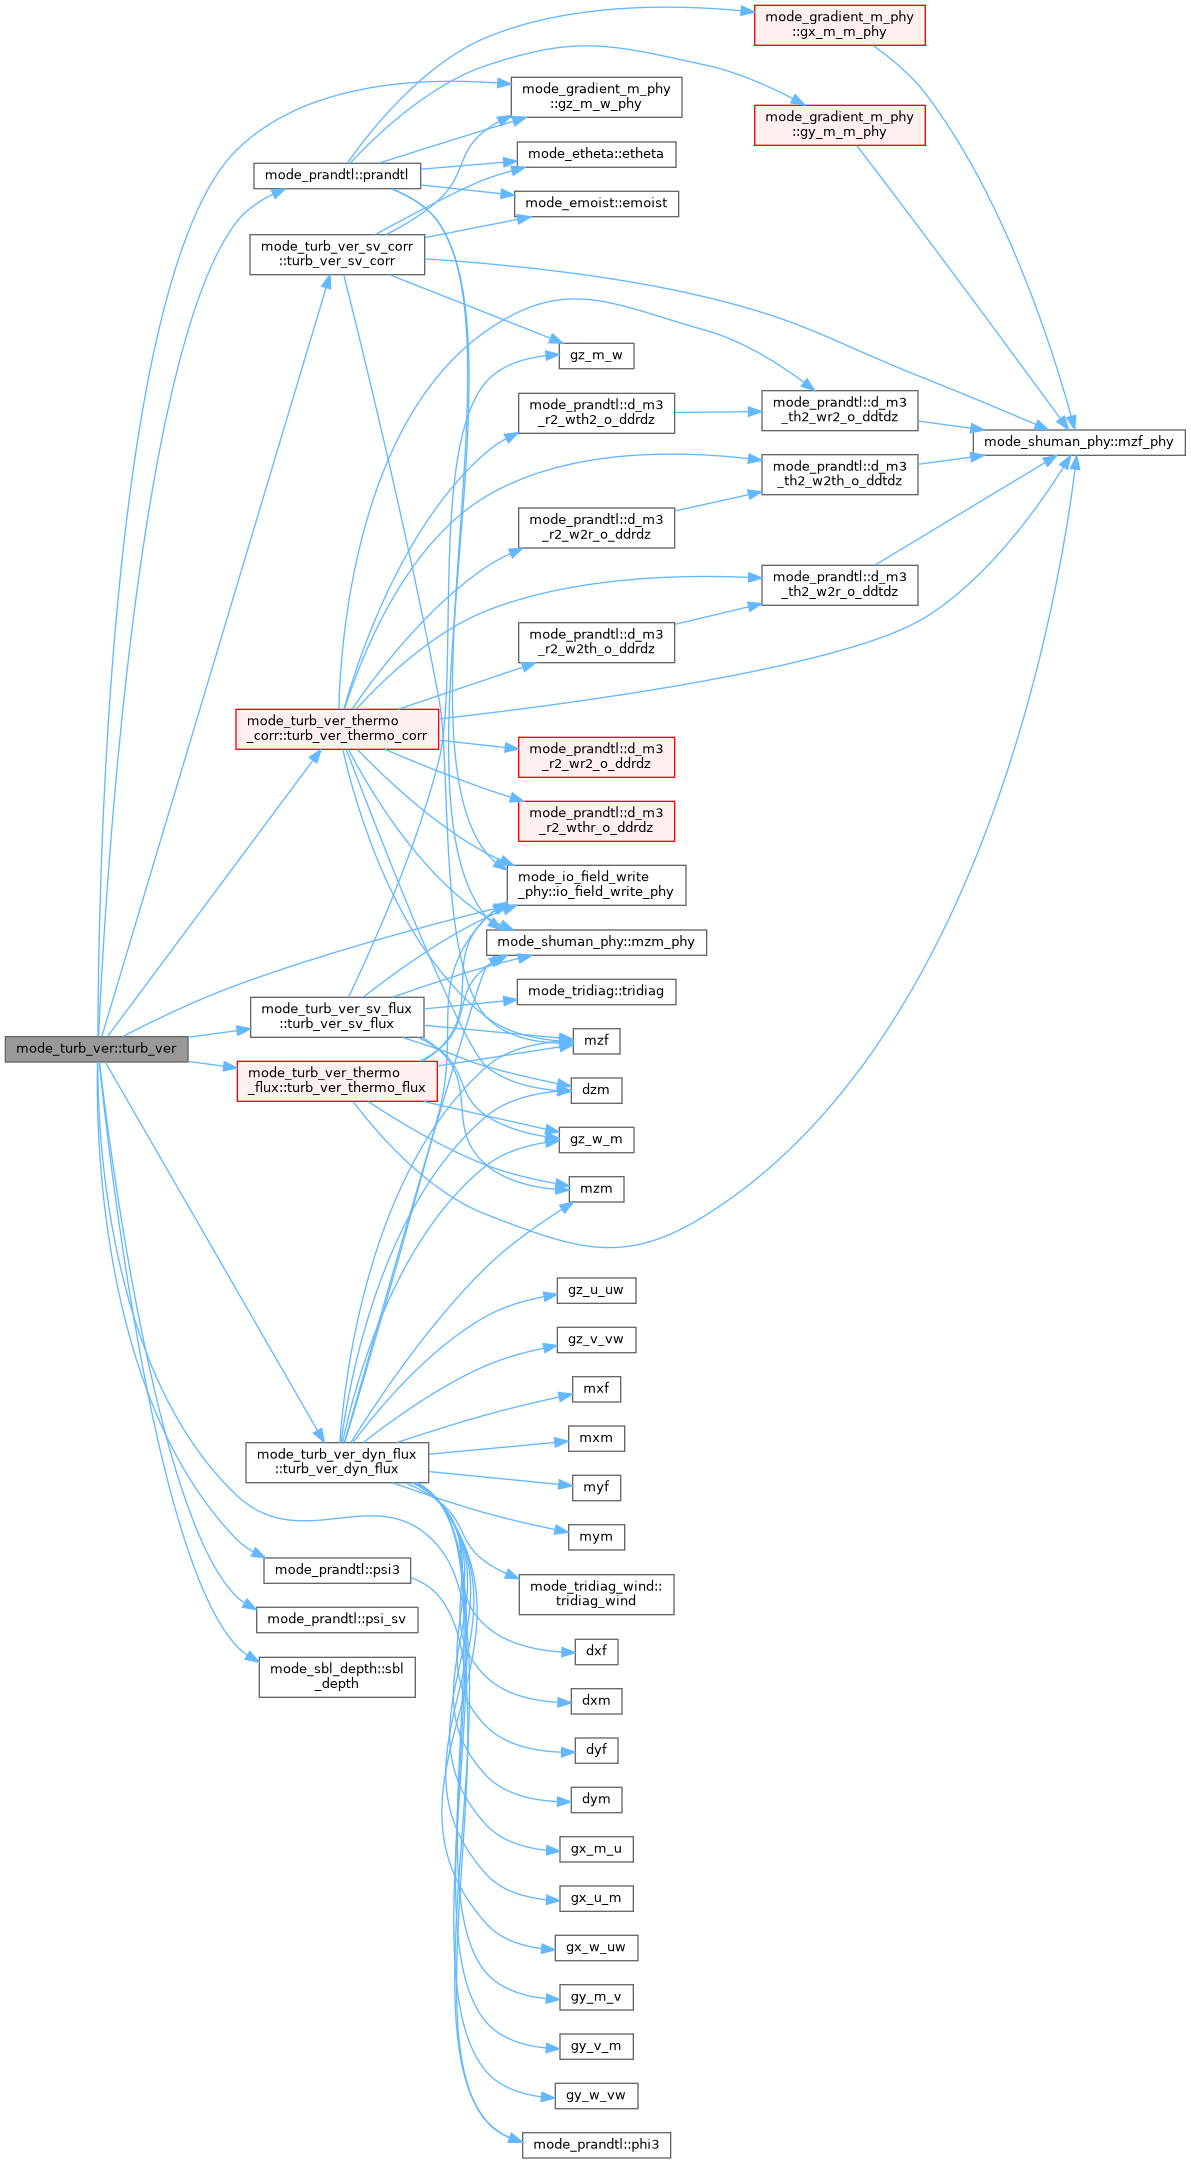 mode_gradient_m_phy
::gx_m_m_phy
mode_gradient_m_phy
::gz_m_w_phy
mode_gradient_m_phy
::gy_m_m_phy
mode_etheta::etheta
mode_prandtl::prandtl
mode_emoist::emoist
mode_turb_ver_sv_corr
::turb_ver_sv_corr
gz_m_w
mode_prandtl::d_m3
_r2_wth2_o_ddrdz
mode_prandtl::d_m3
_th2_wr2_o_ddtdz
mode_shuman_phy::mzf_phy
mode_prandtl::d_m3
_th2_w2th_o_ddtdz
mode_prandtl::d_m3
_r2_w2r_o_ddrdz
mode_prandtl::d_m3
_th2_w2r_o_ddtdz
mode_prandtl::d_m3
_r2_w2th_o_ddrdz
mode_turb_ver_thermo
_corr::turb_ver_thermo_corr
mode_prandtl::d_m3
_r2_wr2_o_ddrdz
mode_prandtl::d_m3
_r2_wthr_o_ddrdz
mode_io_field_write
_phy::io_field_write_phy
mode_shuman_phy::mzm_phy
mode_tridiag::tridiag
mode_turb_ver_sv_flux
::turb_ver_sv_flux
mode_turb_ver::turb_ver
mzf
mode_turb_ver_thermo
_flux::turb_ver_thermo_flux
dzm
gz_w_m
mzm
gz_u_uw
gz_v_vw
mxf
mxm
mode_turb_ver_dyn_flux
::turb_ver_dyn_flux
myf
mym
mode_prandtl::psi3
mode_tridiag_wind::
tridiag_wind
mode_prandtl::psi_sv
dxf
mode_sbl_depth::sbl
_depth
dxm
dyf
dym
gx_m_u
gx_u_m
gx_w_uw
gy_m_v
gy_v_m
gy_w_vw
mode_prandtl::phi3